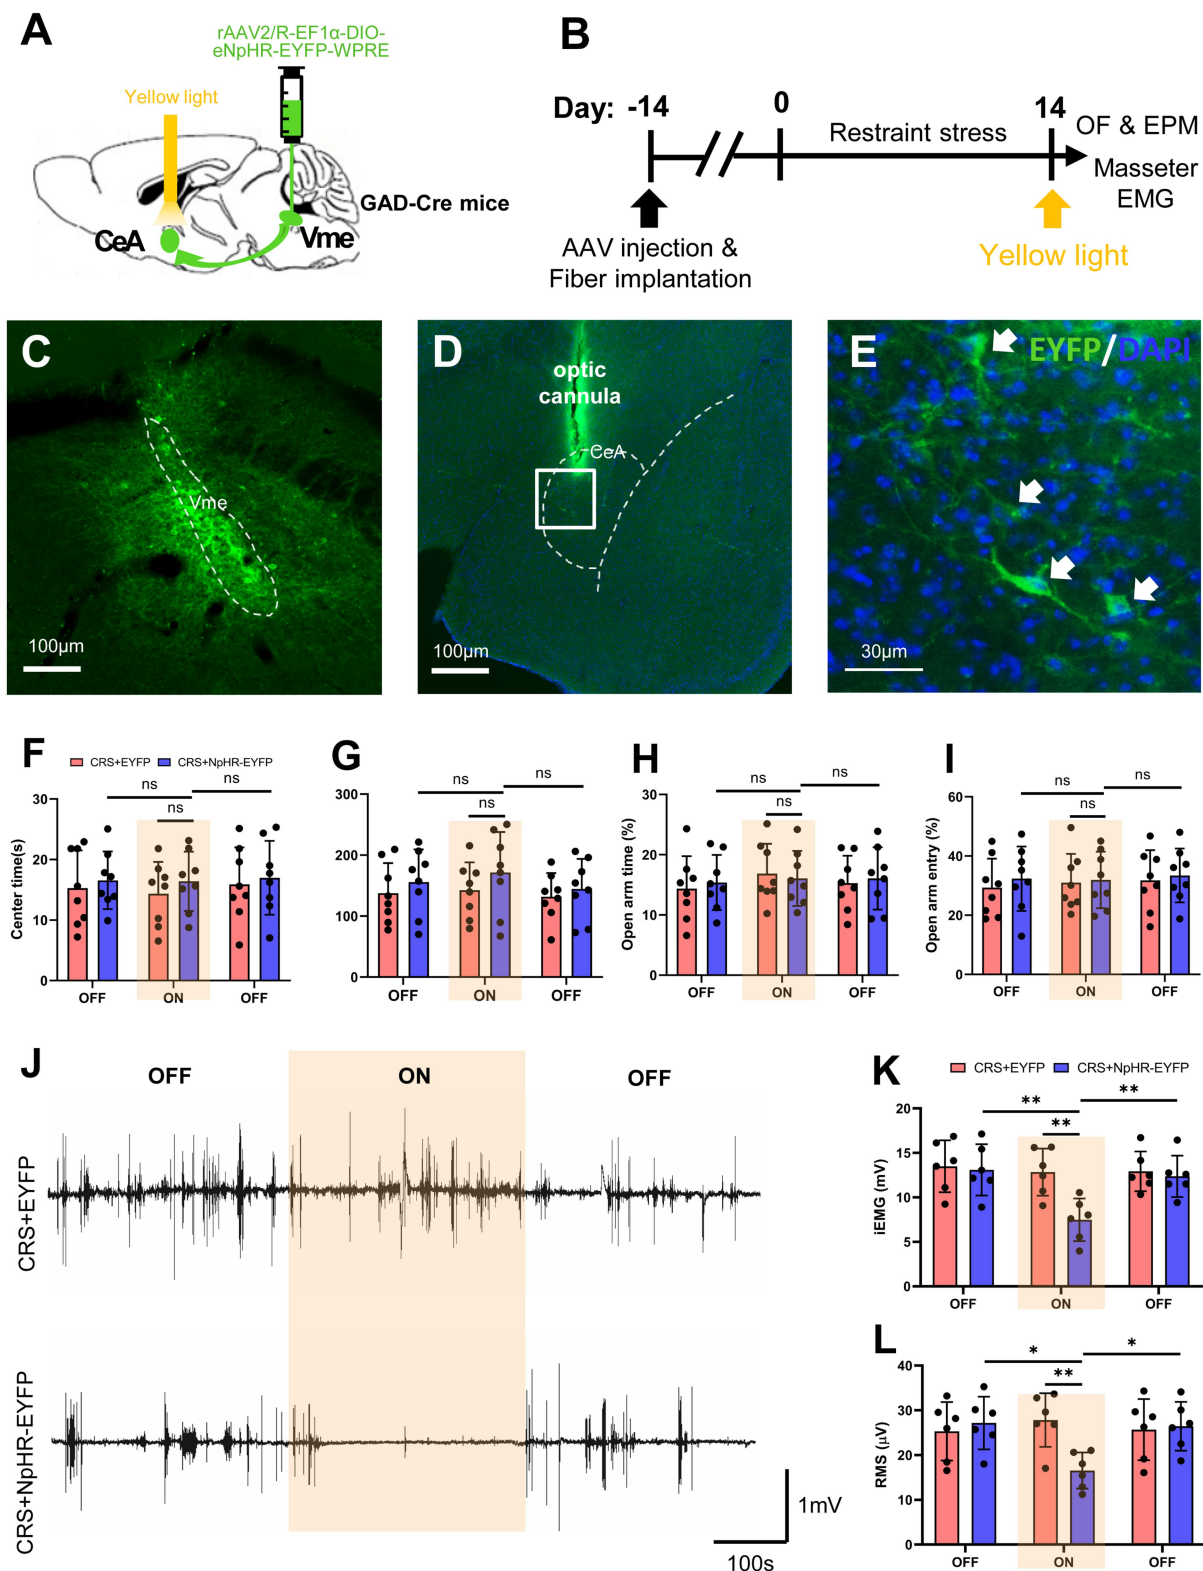 A
rAAV2/R-EF1α-DIO-
eNpHR-EYFP-WPRE
Yellow light
GAD-Cre mice
CeA
Vme
B
Day:
-14
0
14
Restraint stress
OF & EPM
Masseter
EMG
AAV injection &
Fiber implantation
Yellow light
C
Vme
100μm
D
optic
cannula
CeA
100μm
E
EYFP/DAPI
30μm
F
CRS+EYFP
CRS+NpHR-EYFP
ns
ns
ns
Center time(s)
30
20
10
0
OFF
ON
OFF
G
ns
ns
ns
300
200
100
0
OFF
ON
OFF
H
ns
ns
ns
Open arm time (%)
30
20
10
0
OFF
ON
OFF
I
ns
ns
ns
Open arm entry (%)
60
40
20
0
OFF
ON
OFF
J
OFF
ON
OFF
CRS+EYFP
CRS+NpHR-EYFP
1mV
100s
K
CRS+EYFP
CRS+NpHR-EYFP
**
**
**
iEMG (mV)
20
15
10
5
0
OFF
ON
OFF
L
*
*
**
RMS (μV)
40
30
20
10
0
OFF
ON
OFF